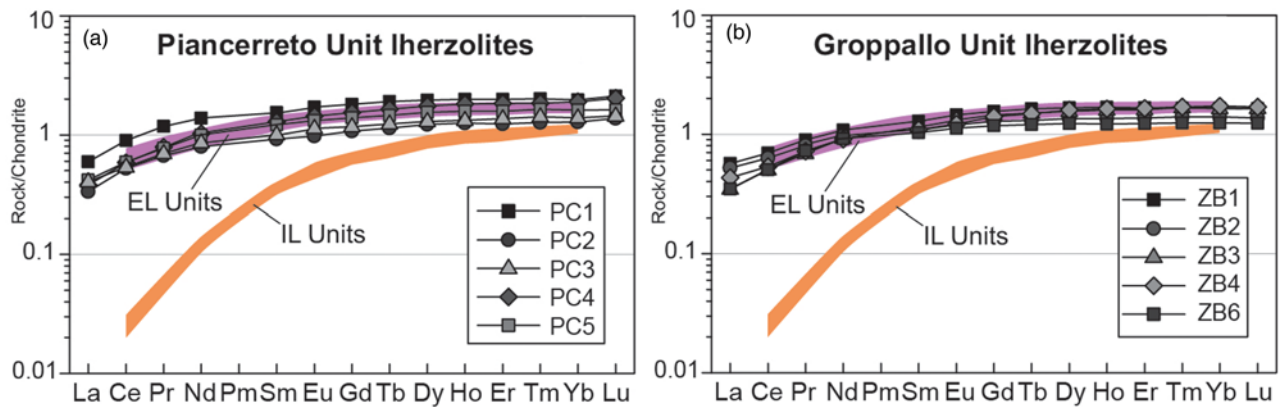 (a)
Piancerreto Unit lherzolites
10
1
0.1
0.01
Rock/Chondrite
EL Units
IL Units
PC1
PC2
PC3
PC4
PC5
La Ce Pr Nd Pm Sm Eu Gd Tb Dy Ho Er Tm Yb Lu
(b)
Groppallo Unit lherzolites
10
1
0.1
0.01
Rock/Chondrite
EL Units
IL Units
ZB1
ZB2
ZB3
ZB4
ZB6
La Ce Pr Nd Pm Sm Eu Gd Tb Dy Ho Er Tm Yb Lu